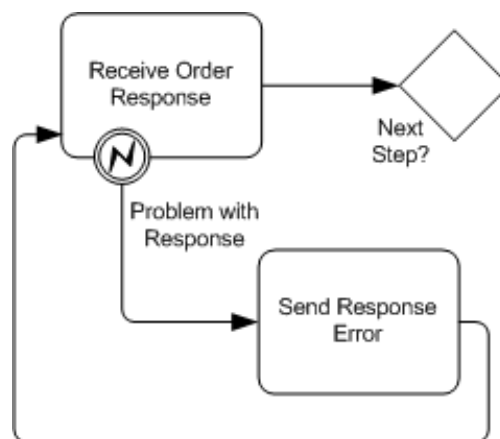 Receive Order
Response
Next
Step?
Problem with
Response
Send Response
Error